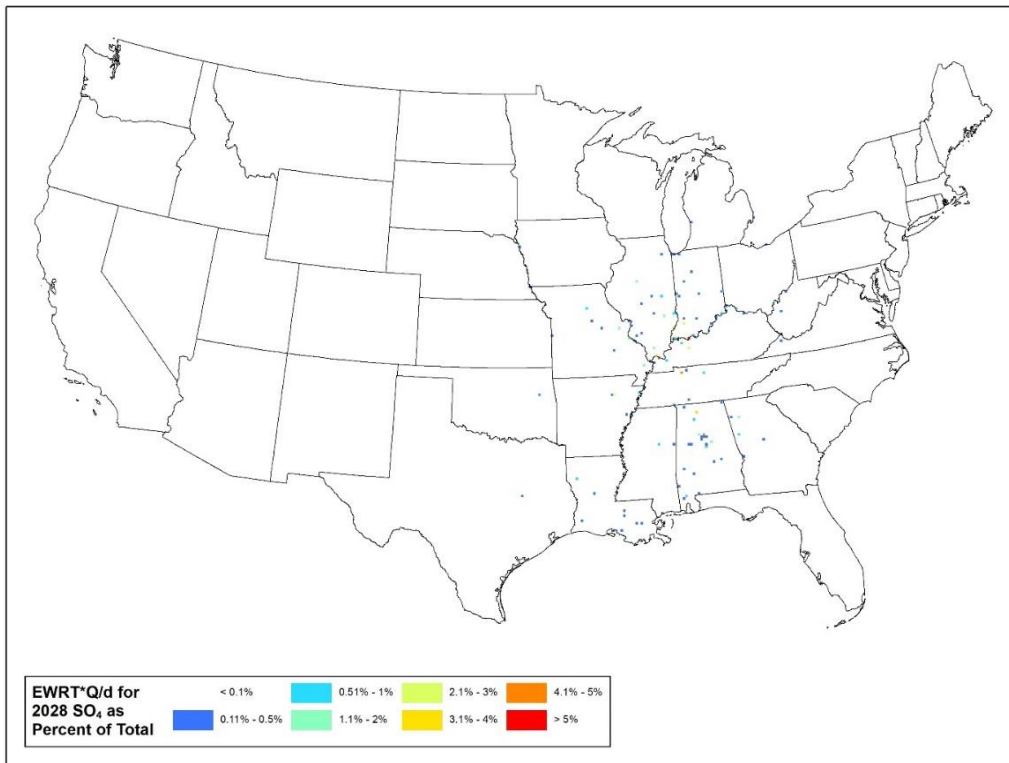 EWRT*Q/d for
2028 SO₄ as
Percent of Total
< 0.1%
0.11% - 0.5%
0.51% - 1%
1.1% - 2%
2.1% - 3%
3.1% - 4%
4.1% - 5%
> 5%